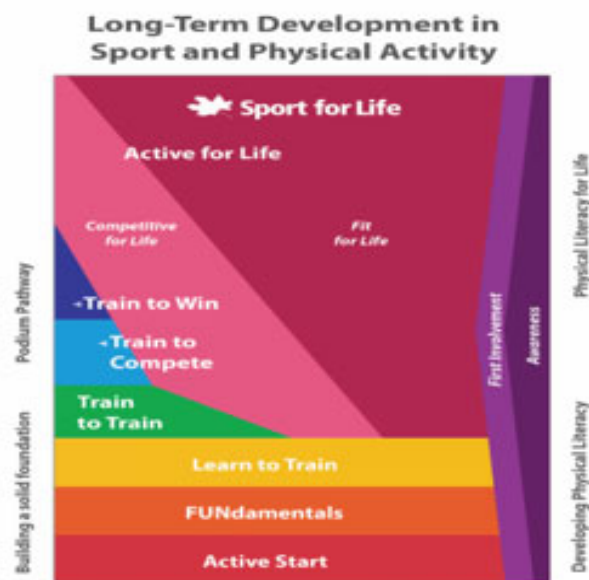 Long-Term Development in
Sport and Physical Activity
Sport for Life
Active for Life
Competitive
for Life
Fit
for Life
Train to Win
Train to
Compete
Train
to Train
Learn to Train
FUNdamentals
Active Start
First Involvement
Awareness
Podium Pathway
Building a solid foundation
Physical Literacy for Life
Developing Physical Literacy